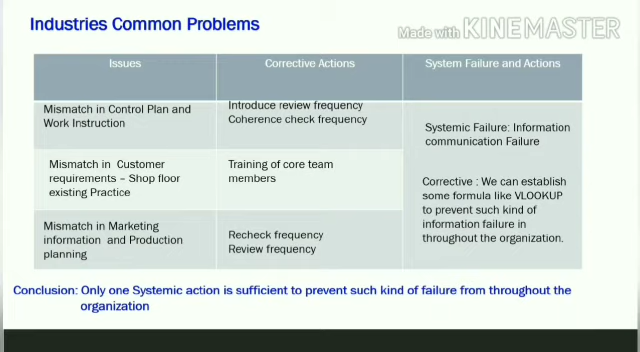 Industries Common Problems
Made with KINEMASTER
Issues
Corrective Actions
System Failure and Actions
Mismatch in Control Plan and
Work Instruction
Introduce review frequency
Coherence check frequency
Mismatch in Customer
requirements – Shop floor
existing Practice
Training of core team
members
Mismatch in Marketing
information and Production
planning
Recheck frequency
Review frequency
Systemic Failure: Information
communication Failure
Corrective : We can establish
some formula like VLOOKUP
to prevent such kind of
information failure in
throughout the organization.
Conclusion: Only one Systemic action is sufficient to prevent such kind of failure from throughout the
organization